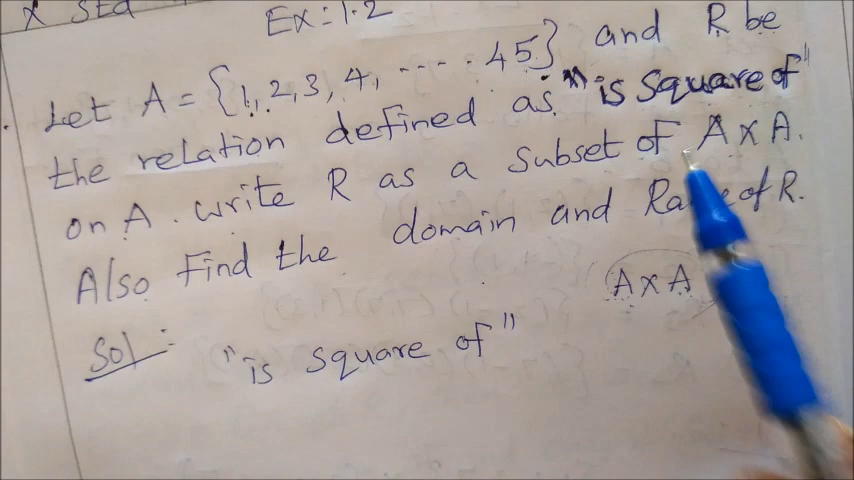 X Std
Ex: 1.2
Let A = {1, 2, 3, 4, ---- 45} and R be
the relation defined as "is square of"
on A. write R as a subset of A X A.
Also Find the domain and of R.
A X A
Sol:
"is square of"